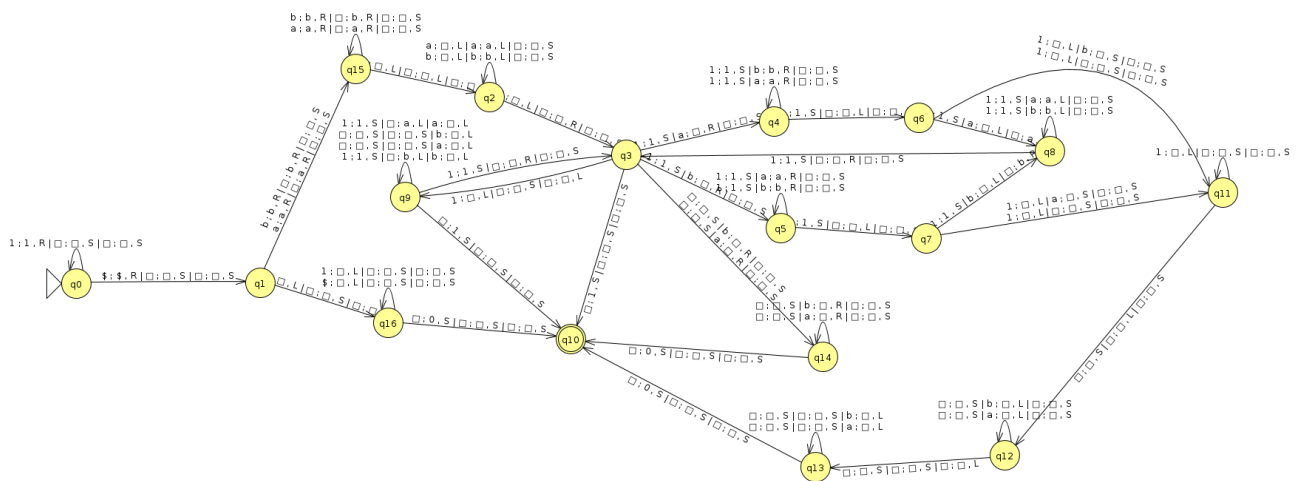 b;b,R|□;b,R|□;□,S
a;a,R|□;a,R|□;□,S
q15
□,L|□;□,L|□;□
a;□,L|a;a,L|□;□,S
b;□,L|b;b,L|□;□,S
q2
□,L|□;□,R|□;□,S
1;1,S|b;b,R|□;□,S
1;1,S|a;a,R|□;□,S
q4
1;□,L|b;□,S|□;□,S
1;□,L|□;□,S|□;□,S
q6
1;1,S|a;a,L|□;□,S
1;1,S|b;b,L|□;□,S
q8
b;b,R|□;b,R|□;□,S
a;a,R|□;a,R|□;□,S
1;1,S|□;a,L|a;□,L
□;□,S|□;□,S|b;□,L
□;□,S|□;□,S|a;□,L
1;1,S|□;b,L|b;□,L
q9
1;1,S|□;□,R|□;□,S
1;□,L|□;□,S|□;□,L
q3
1;1,S|□;□,R|□;□,S
1;1,S|a;a,R|□;□,S
1;1,S|b;b,R|□;□,S
q5
q7
1;□,L|a;□,S|□;□,S
1;□,L|□;□,S|□;□,S
1;□,L|□;□,S|□;□,S
q11
1;1,R|□;□,S|□;□,S
q0
$;$,R|□;□,S|□;□,S
q1
1;□,L|□;□,S|□;□,S
$;□,L|□;□,S|□;□,S
q16
□;0,S|□;□,S|□;□,S
□;1,S|□;□,S|□;□,S
□;1,S|□;□,S|□;□,S
q10
□;□,S|b;□,R|□;□,S
□;□,S|a;□,R|□;□,S
□;□,S|b;□,R|□;□,S
□;□,S|a;□,R|□;□,S
q14
□;0,S|□;□,S|□;□,S
□;□,S|□;□,L|□;□,S
□;0,S|□;□,S|□;□,S
□;□,S|□;□,S|b;□,L
□;□,S|□;□,S|a;□,L
q13
□;□,S|□;□,S|□;□,L
□;□,S|b;□,L|□;□,S
□;□,S|a;□,L|□;□,S
q12